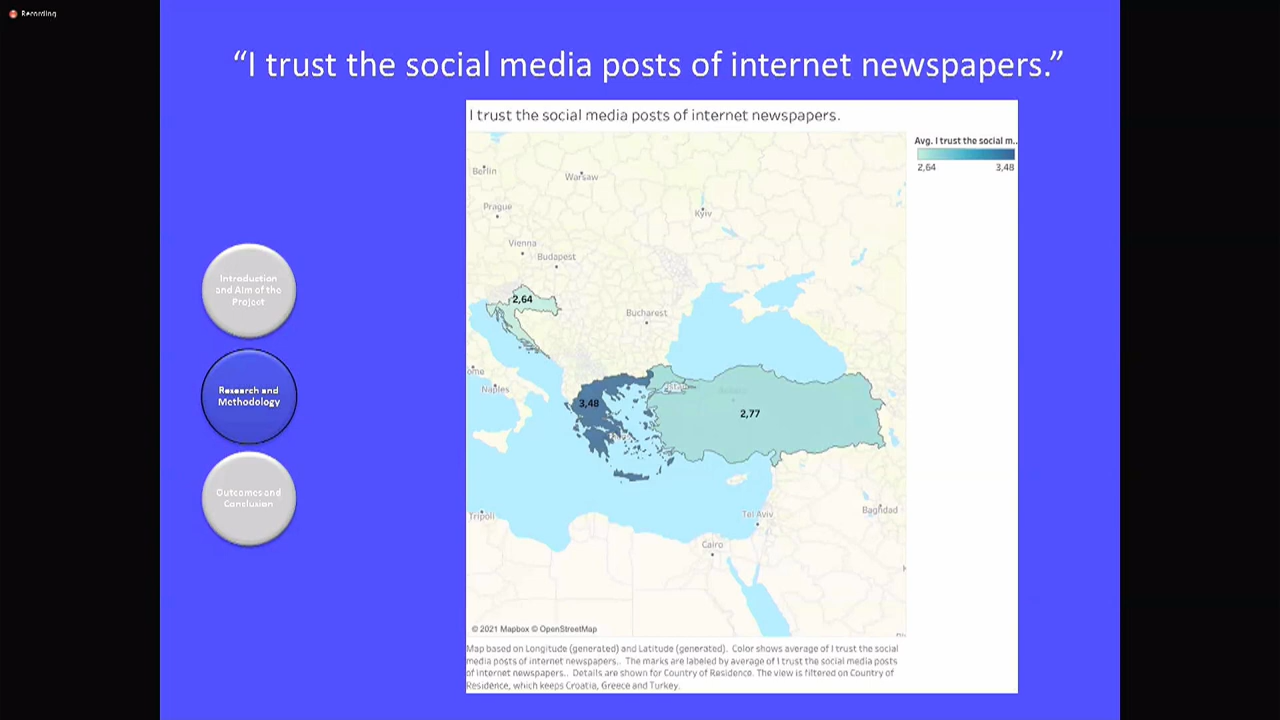 Recording
“I trust the social media posts of internet newspapers.”
I trust the social media posts of internet newspapers.
Avg. I trust the social m..
2,64 3,48
Berlin
Warsaw
Prague
Kyiv
Vienna
Budapest
2,64
Bucharest
ome
Naples
3,48
2,77
Tripoli
Tel Aviv
Baghdad
Cairo
© 2021 Mapbox © OpenStreetMap
Map based on Longitude (generated) and Latitude (generated). Color shows average of I trust the social
media posts of internet newspapers.. The marks are labeled by average of I trust the social media posts
of internet newspapers.. Details are shown for Country of Residence. The view is filtered on Country of
Residence, which keeps Croatia, Greece and Turkey.
Introduction
and Aim of the
Project
Research and
Methodology
Outcomes and
Conclusion